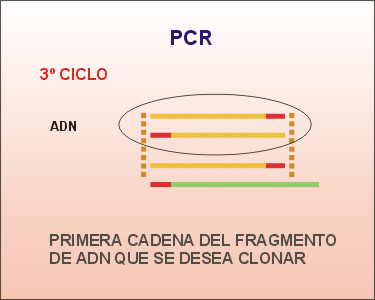 PCR
3º CICLO
ADN
PRIMERA CADENA DEL FRAGMENTO
DE ADN QUE SE DESEA CLONAR